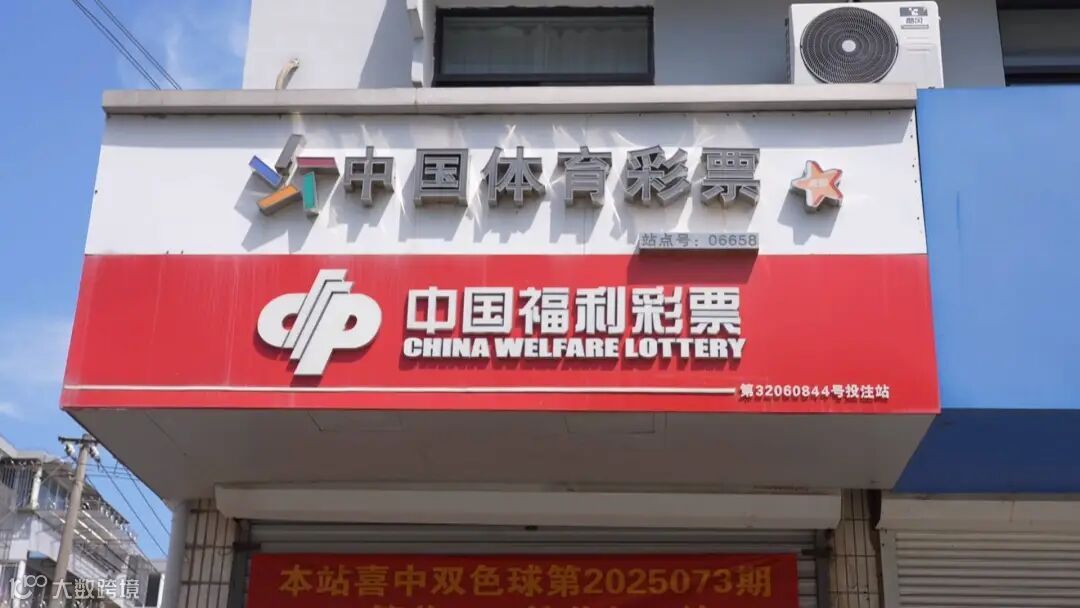 中国体育彩票
站点号：06658
中国福利彩票
CHINA WELFARE LOTTERY
第32060844号投注站
本站喜中双色球第2025073期
大数跨境